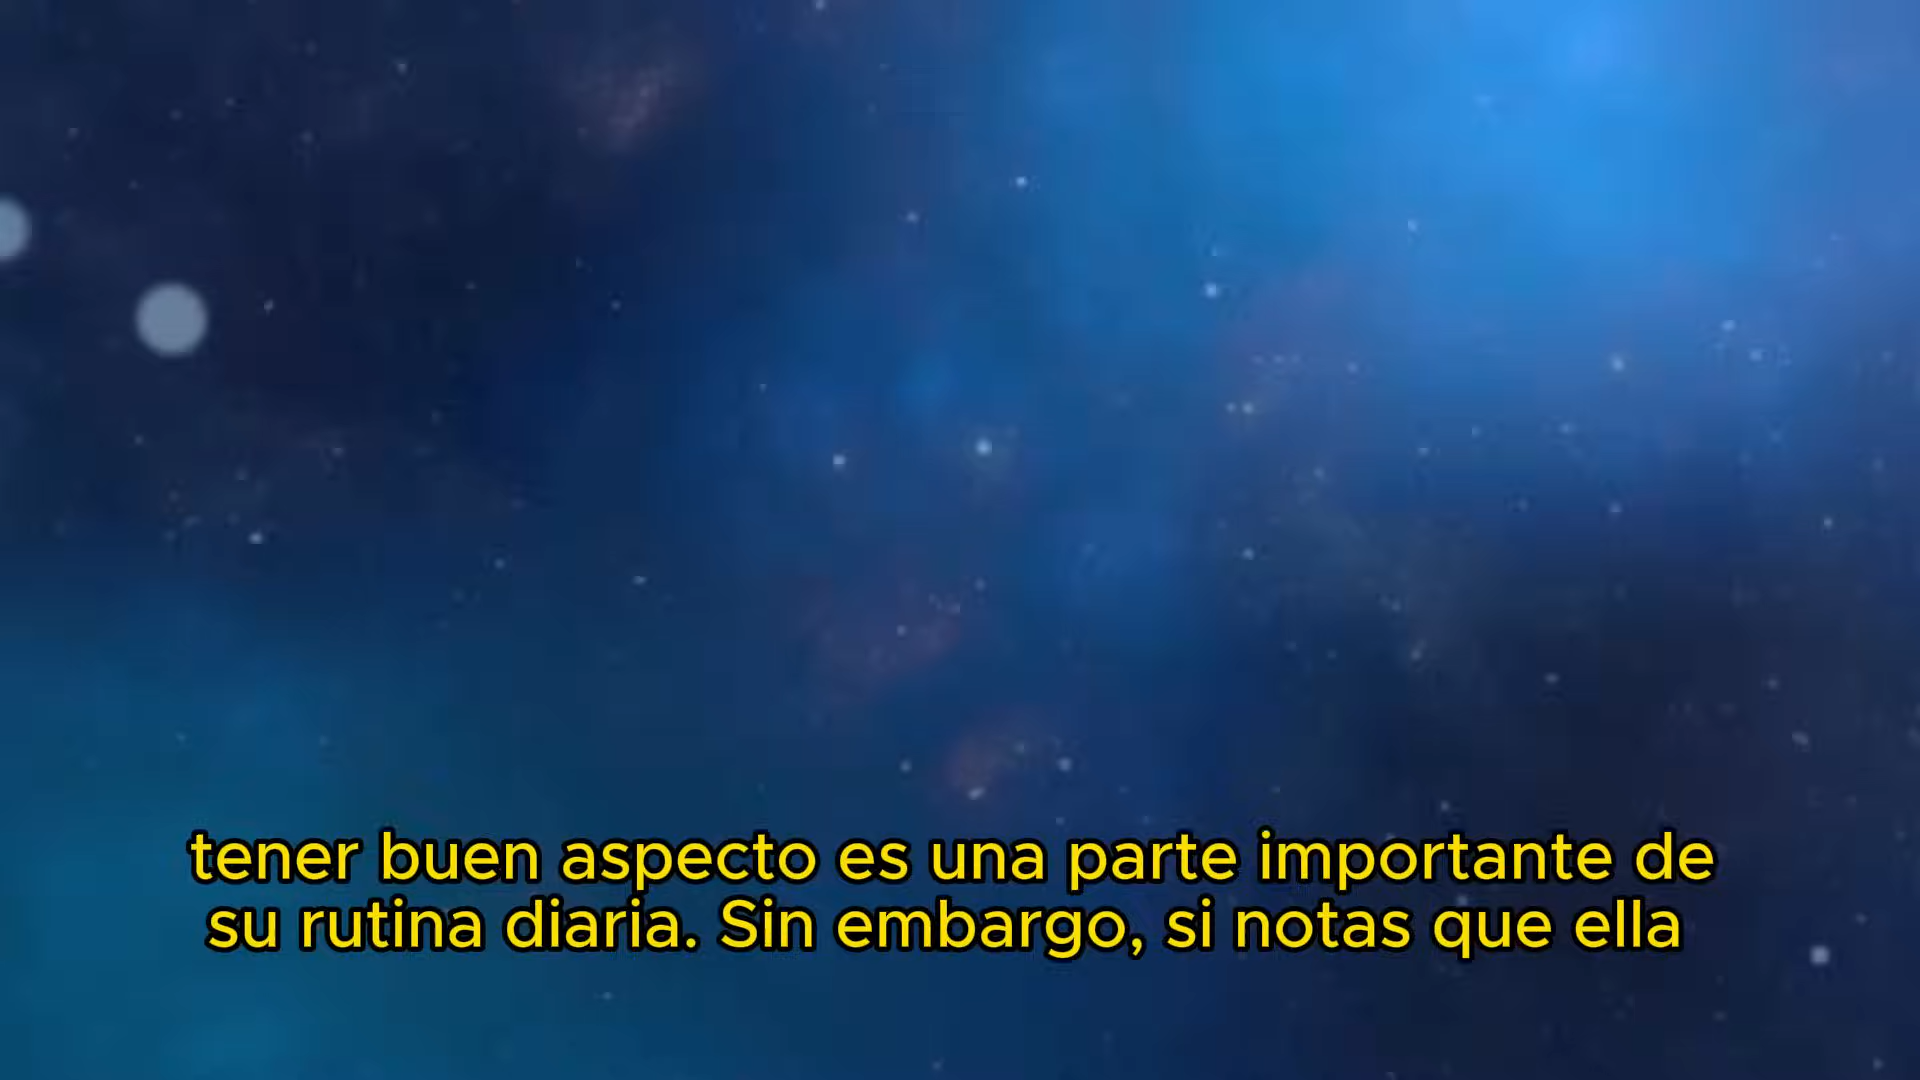 tener buen aspecto es una parte importante de
su rutina diaria. Sin embargo, si notas que ella